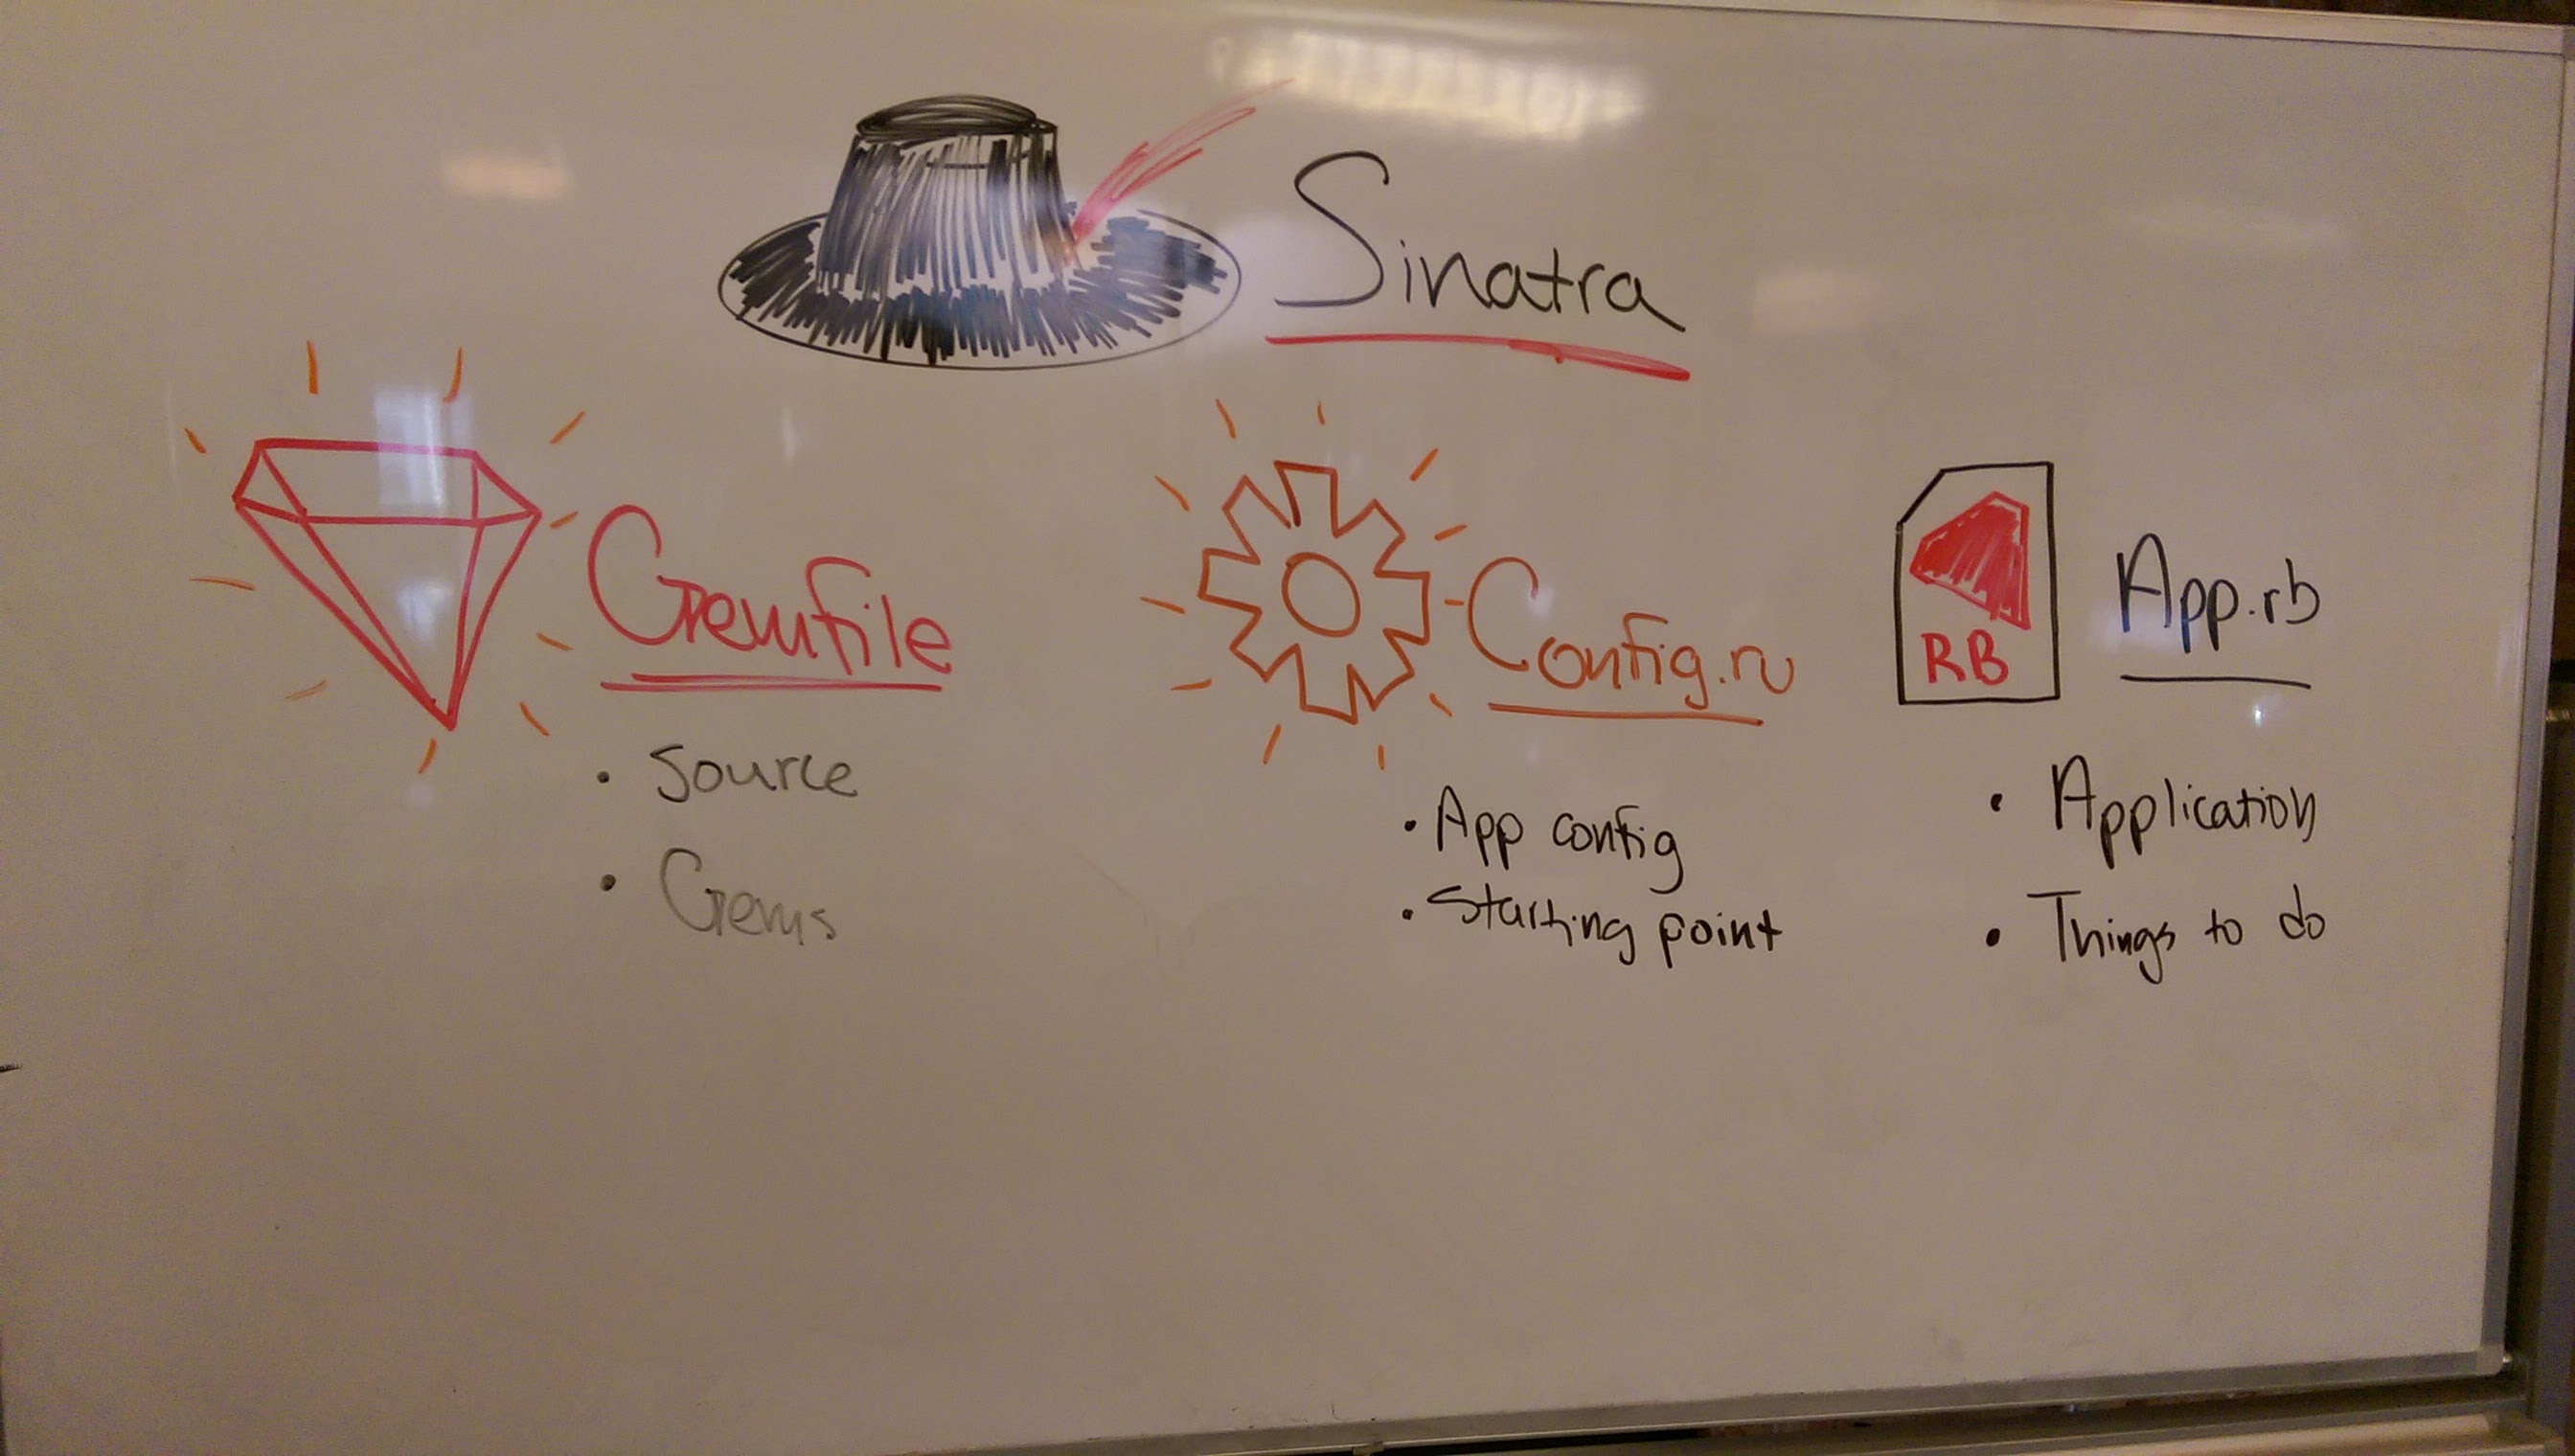 Sinatra
Gemfile
• Source
• Gems
Config.ru
• App config
• Starting point
RB
App.rb
• Application
• Things to do